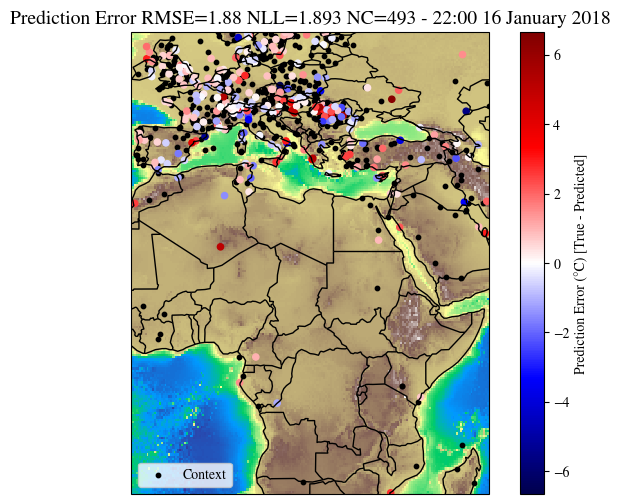 Prediction Error RMSE=1.88 NLL=1.893 NC=493 - 22:00 16 January 2018
6
4
2
0
−2
−4
−6
Prediction Error (°C) [True - Predicted]
Context